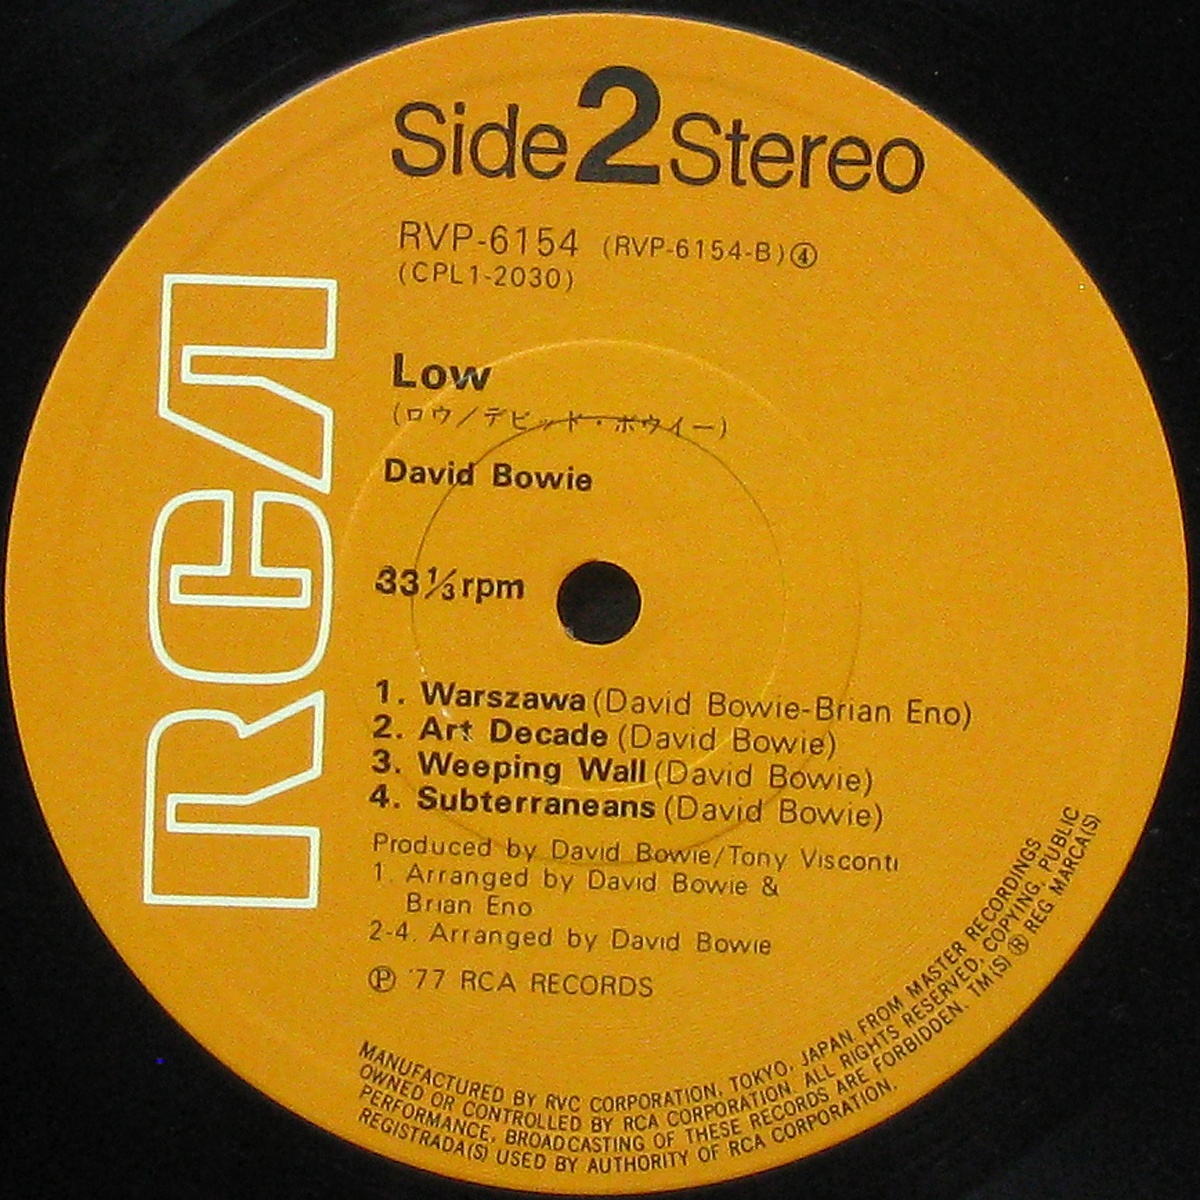 Side 2 Stereo
RVP-6154 (RVP-6154-B)④
(CPL1-2030)
Low
(ロウ／デビッド・ボウイー)
David Bowie
33 1/3 rpm
1. Warszawa (David Bowie-Brian Eno)
2. Art Decade (David Bowie)
3. Weeping Wall (David Bowie)
4. Subterraneans (David Bowie)
Produced by David Bowie/Tony Visconti
1. Arranged by David Bowie &
Brian Eno
2-4. Arranged by David Bowie
Ⓟ '77 RCA RECORDS
RCA
MANUFACTURED BY RVC CORPORATION, TOKYO, JAPAN FROM MASTER RECORDINGS
OWNED OR CONTROLLED BY RCA CORPORATION. ALL RIGHTS RESERVED, COPYING, PUBLIC
PERFORMANCE, BROADCASTING OF THESE RECORDS ARE FORBIDDEN. TM(S) ® REG MARCA(S)
REGISTRADA(S) USED BY AUTHORITY OF RCA CORPORATION.